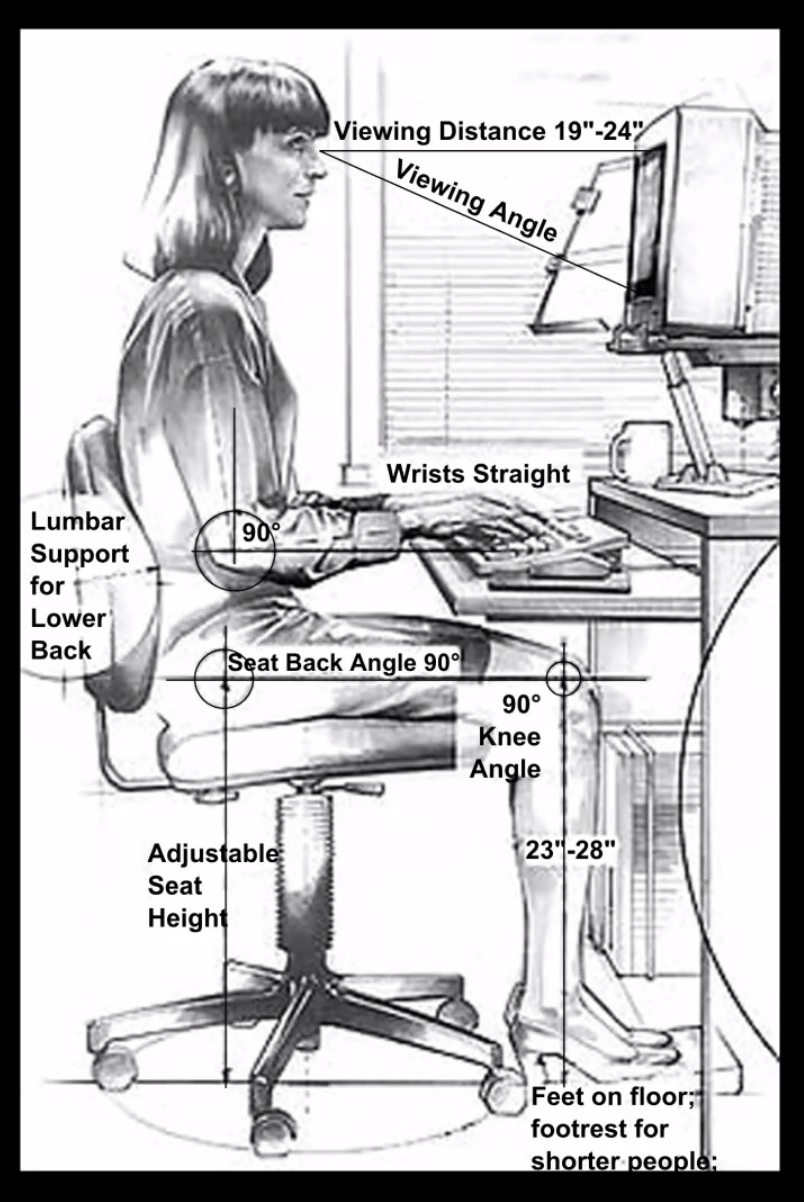 Viewing Distance 19"-24"
Viewing Angle
Wrists Straight
90°
Lumbar
Support
for
Lower
Back
Seat Back Angle 90°
90°
Knee
Angle
23"-28"
Adjustable
Seat
Height
Feet on floor;
footrest for
shorter people;